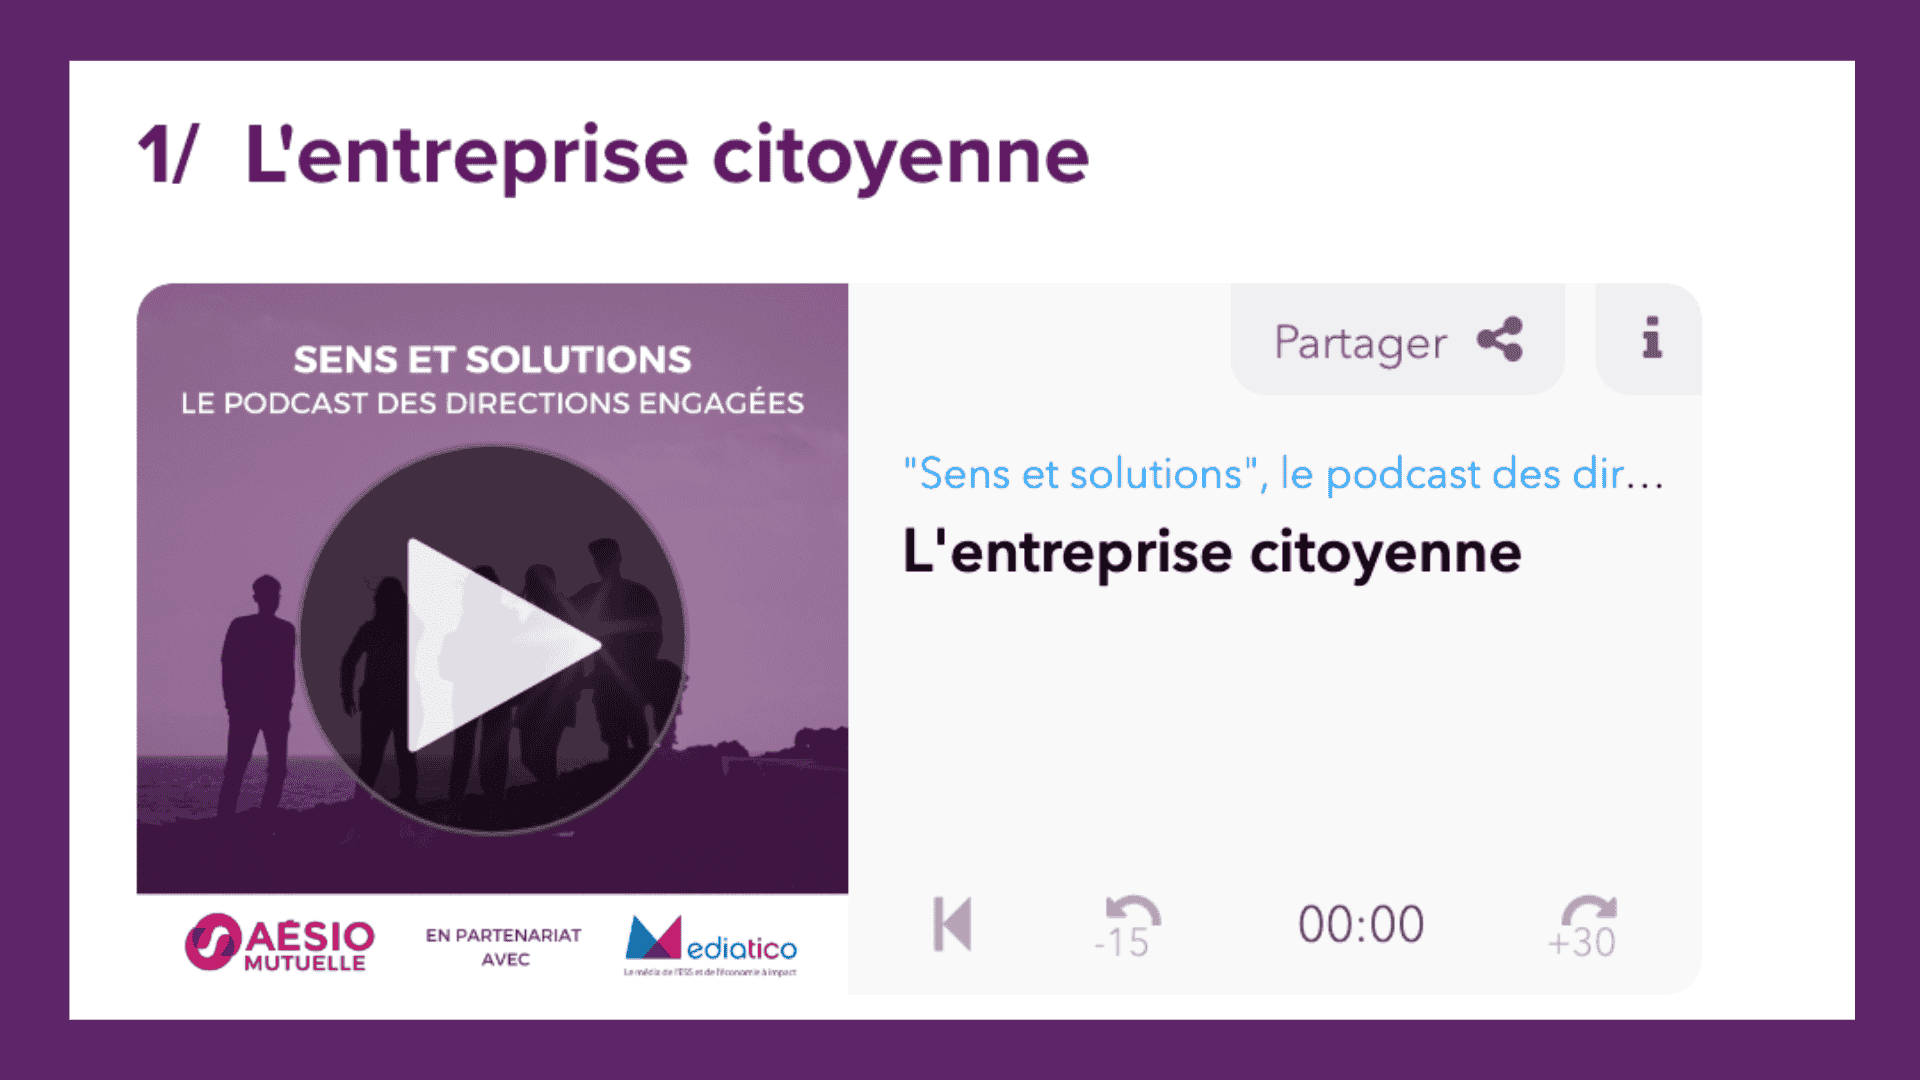 1/ L'entreprise citoyenne
SENS ET SOLUTIONS
LE PODCAST DES DIRECTIONS ENGAGÉES
AÉSIO
MUTUELLE
EN PARTENARIAT
AVEC
Mediatico
Le média de l'ESS et de l'économie à impact
Partager
"Sens et solutions", le podcast des dir...
L'entreprise citoyenne
-15
00:00
+30